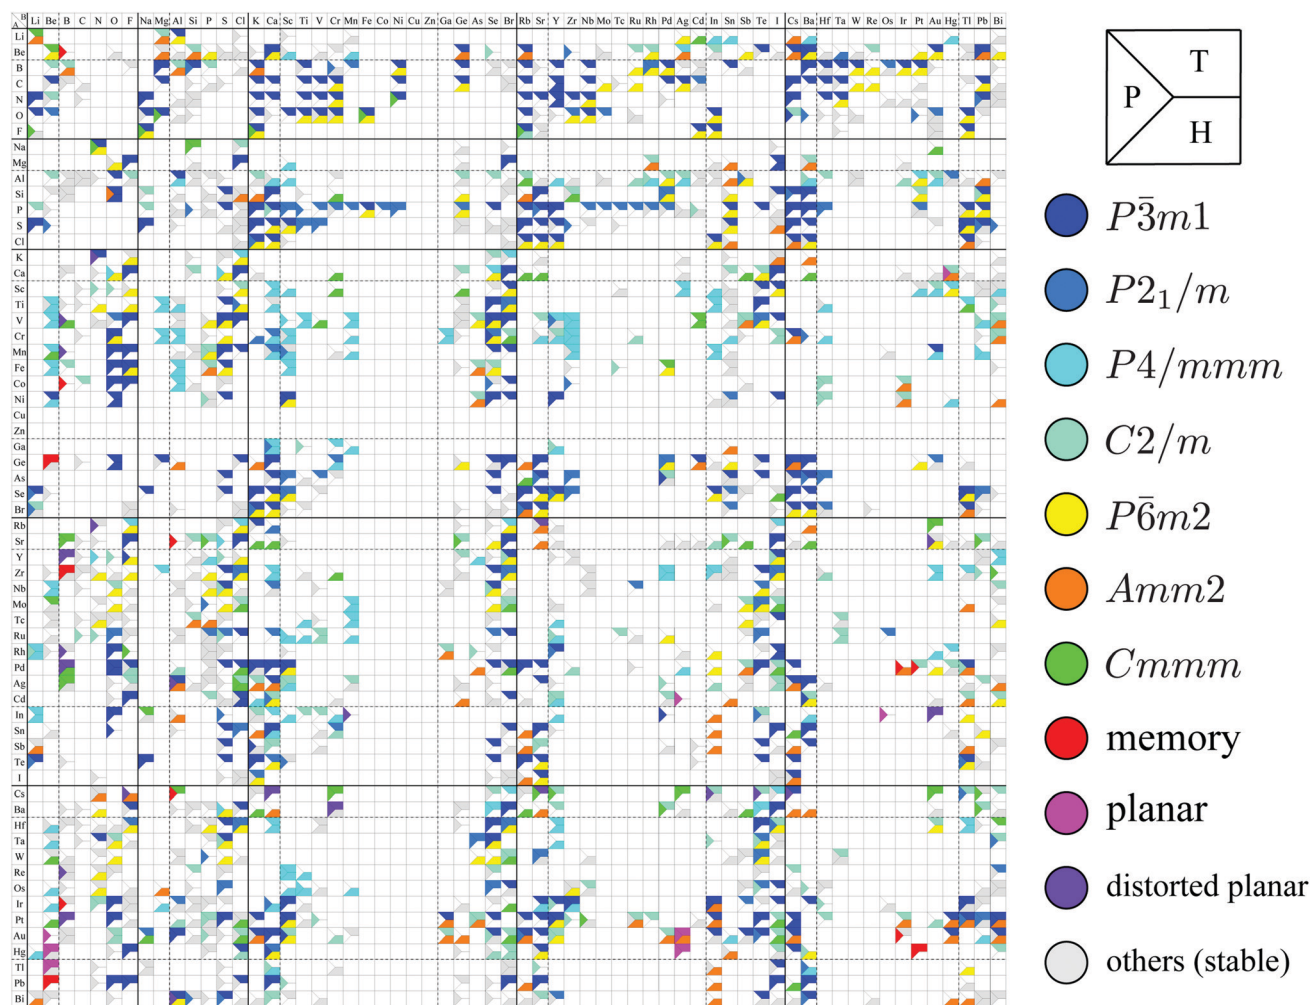 B
A
Li Be B C N O F Na Mg Al Si P S Cl K Ca Sc Ti V Cr Mn Fe Co Ni Cu Zn Ga Ge As Se Br Rb Sr Y Zr Nb Mo Tc Ru Rh Pd Ag Cd In Sn Sb Te I Cs Ba Hf Ta W Re Os Ir Pt Au Hg Tl Pb Bi
Li
Be
B
C
N
O
F
Na
Mg
Al
Si
P
S
Cl
K
Ca
Sc
Ti
V
Cr
Mn
Fe
Co
Ni
Cu
Zn
Ga
Ge
As
Se
Br
Rb
Sr
Y
Zr
Nb
Mo
Tc
Ru
Rh
Pd
Ag
Cd
In
Sn
Sb
Te
I
Cs
Ba
Hf
Ta
W
Re
Os
Ir
Pt
Au
Hg
Tl
Pb
Bi
T
P
H
P3̄m1
P2₁/m
P4/mmm
C2/m
P6̄m2
Amm2
Cmmm
memory
planar
distorted planar
others (stable)